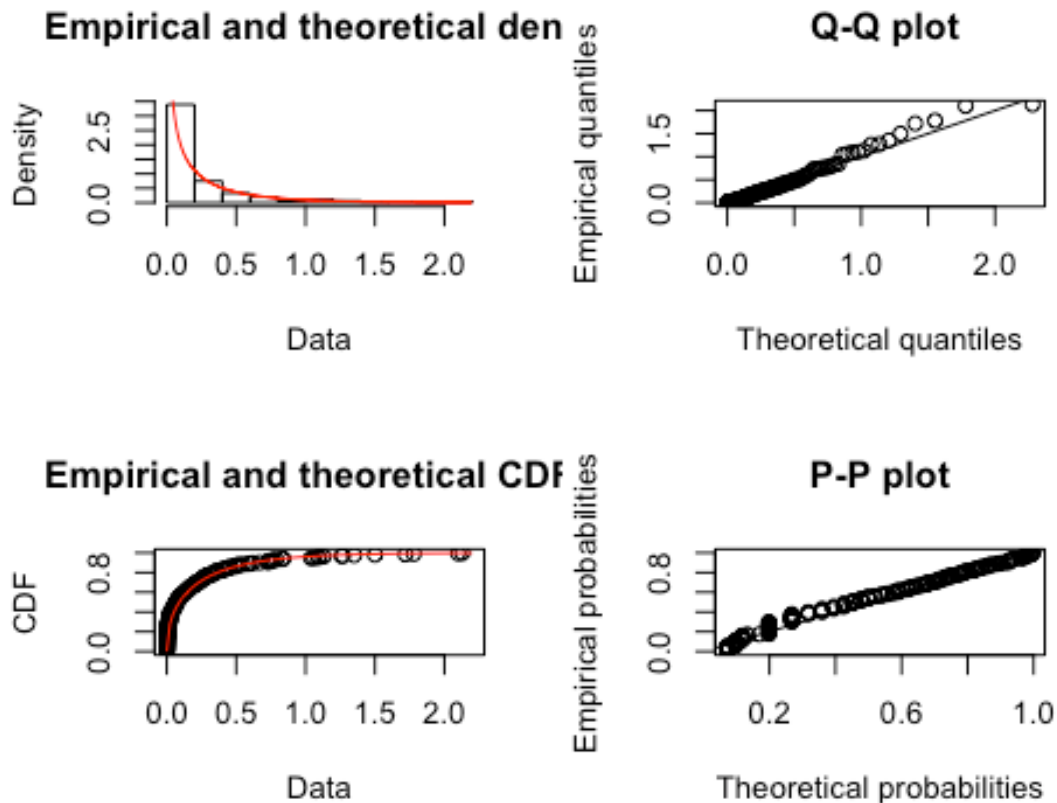 Empirical and theoretical den
Density
0.0 2.5
0.0 0.5 1.0 1.5 2.0
Data
Q-Q plot
Empirical quantiles
0.0 1.5
0.0 1.0 2.0
Theoretical quantiles
Empirical and theoretical CDF
CDF
0.0 0.8
0.0 0.5 1.0 1.5 2.0
Data
P-P plot
Empirical probabilities
0.0 0.8
0.2 0.6 1.0
Theoretical probabilities